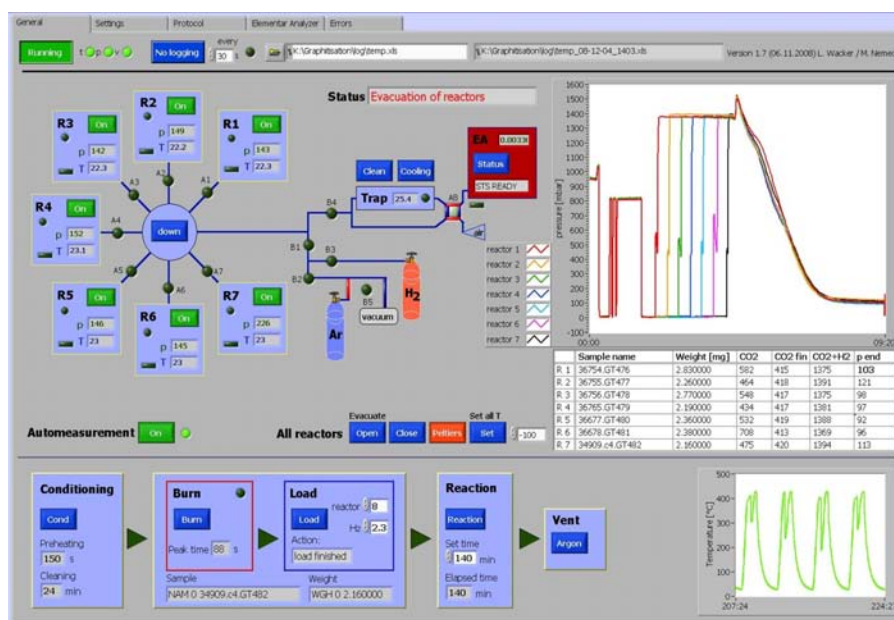 General Settings Protocol Elementar Analyzer Errors
Running t p v No logging every 30 s K:\Graphitisation\log\temp.xls K:\Graphitisation\log\temp_08-12-04_1403.xls Version 1.7 (06.11.2008) L. Wacker / M. Nemec
Status Evacuation of reactors
R1 On p 143 T 22.3
R2 On p 149 T 22.2
R3 On p 142 T 22.3
R4 On p 152 T 23.1
R5 On p 146 T 23
R6 On p 145 T 23
R7 On p 226 T 23
A1 A2 A3 A4 A5 A6 A7
down
Clean Cooling
Trap 25.4
EA
Status
STS READY
B4 AB air
B1 B3
B2 B5
H2
Ar
vacuum
reactor 1
reactor 2
reactor 3
reactor 4
reactor 5
reactor 6
reactor 7
pressure [mbar]
1600
1500
1400
1300
1200
1100
1000
900
800
700
600
500
400
300
200
100
0
-100
00:00 09:20
Sample name Weight [mg] CO2 CO2 fin CO2+H2 p end
R 1 36754.GT476 2.830000 582 415 1375 103
R 2 36755.GT477 2.260000 464 418 1391 121
R 3 36756.GT478 2.770000 548 417 1375 98
R 4 36765.GT479 2.190000 434 417 1381 97
R 5 36677.GT480 2.360000 532 419 1388 92
R 6 36678.GT481 2.380000 708 413 1369 96
R 7 34909.c4.GT482 2.160000 475 420 1394 113
Automeasurement On
All reactors
Evacuate
Open Close Peltiers
Set all T
Set -100
Conditioning
Cond
Preheating
150 s
Cleaning
24 min
Burn
Burn
Peak time 88 s
Load
Load
reactor 8
H2 2.3
Action:
load finished
Sample
NAM 0 34909.c4.GT482
Weight
WGH 0 2.160000
Reaction
Reaction
Set time
140 min
Elapsed time
140 min
Vent
Argon
Temperature [°C]
500
400
300
200
100
0
207:24